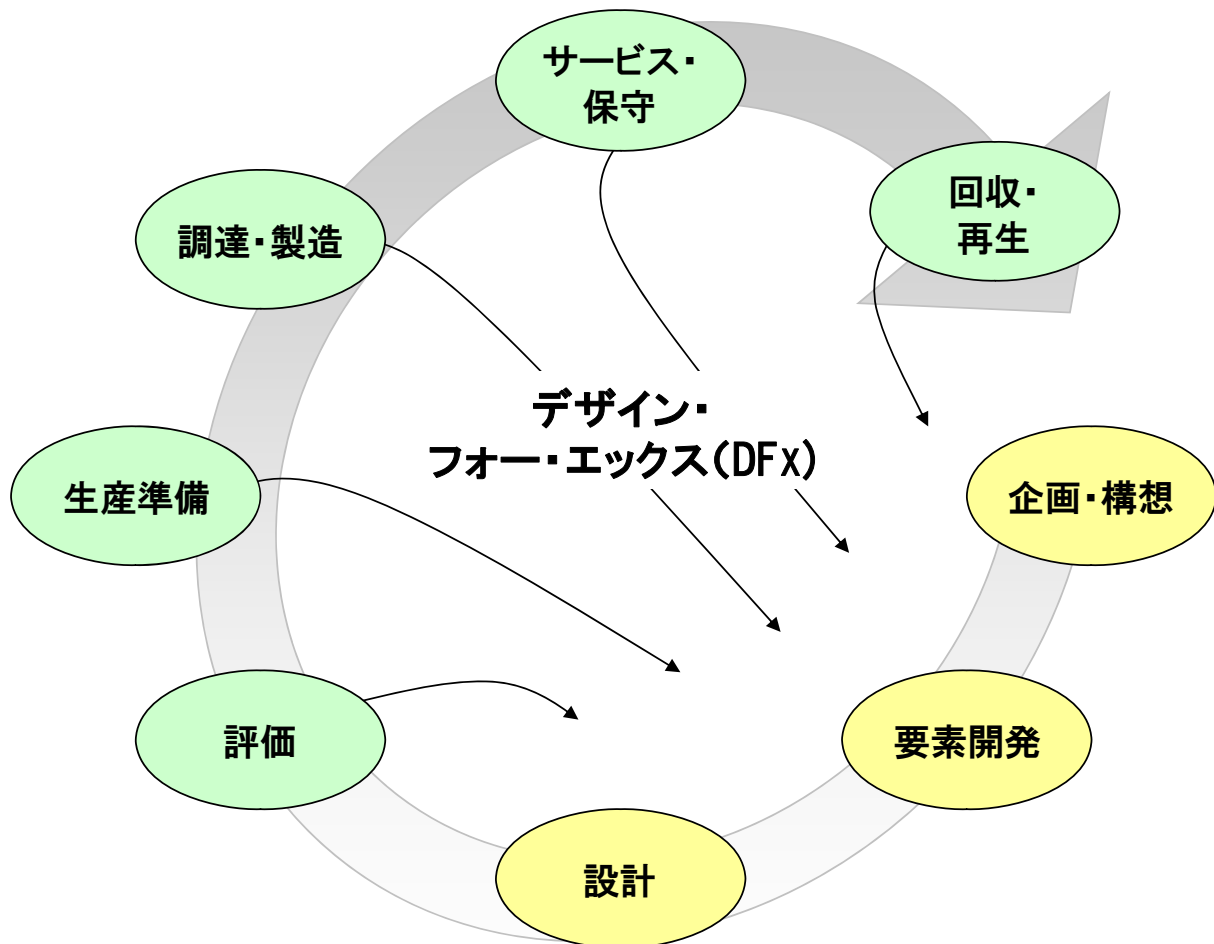 サービス・
保守
回収・
再生
調達・製造
デザイン・
フォー・エックス(DFx)
生産準備
企画・構想
評価
要素開発
設計